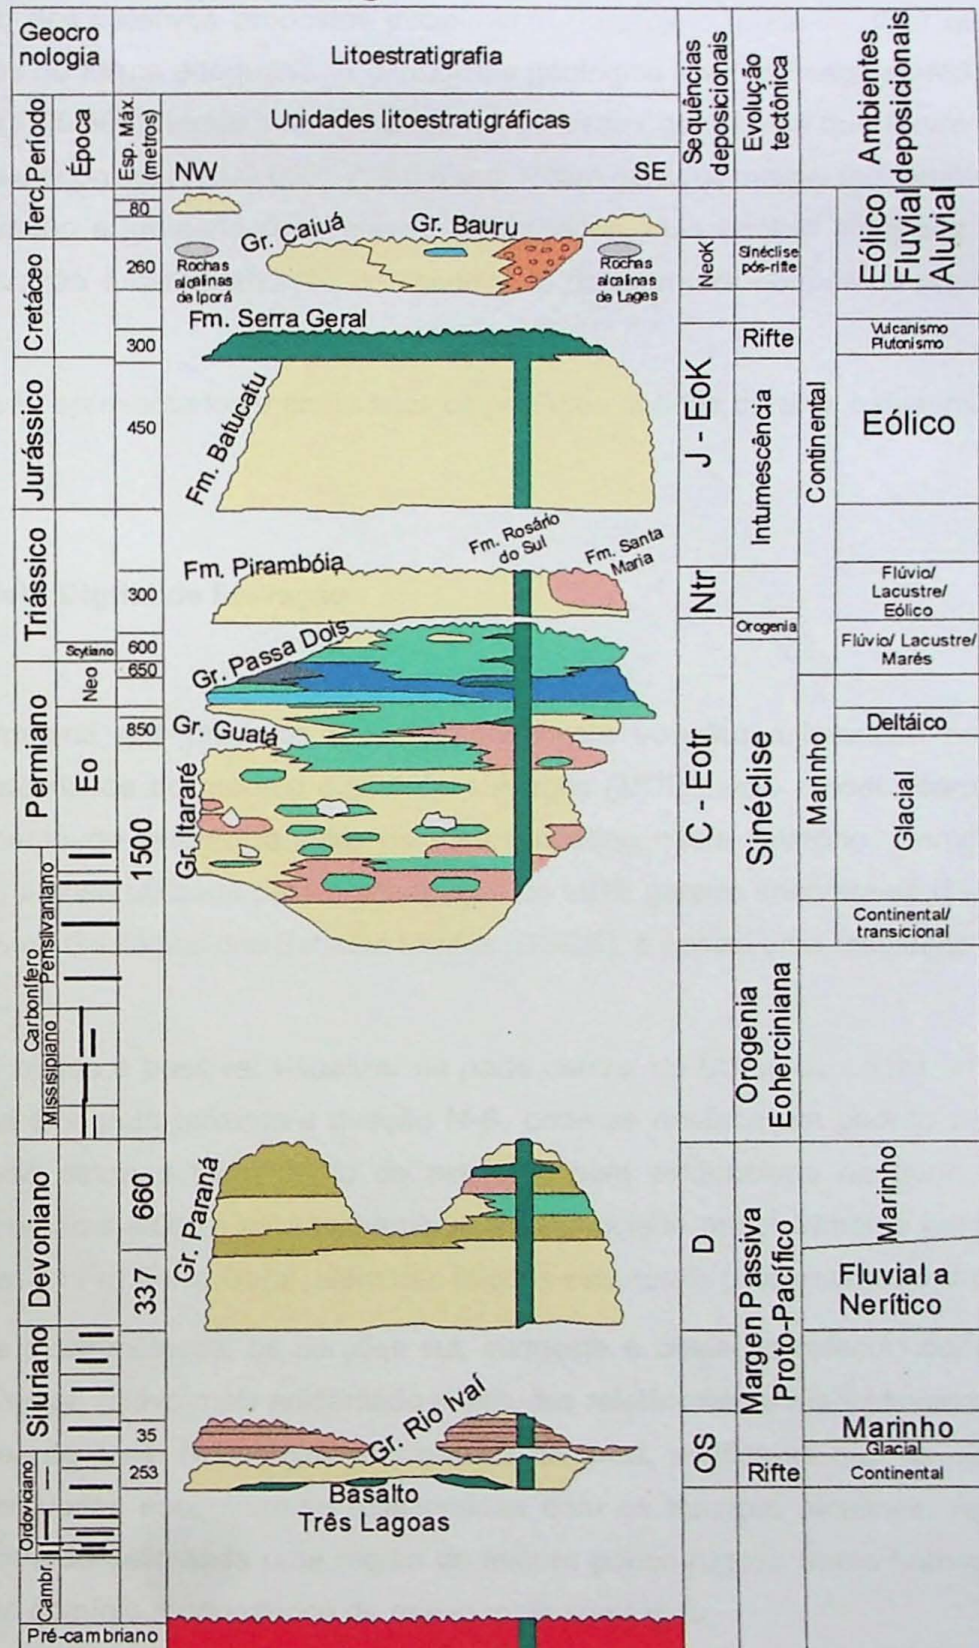 Geocro
nologia
Litoestratigrafia
Sequências
deposicionais
Evolução
tectônica
Ambientes
deposicionais
Período
Época
Esp. Máx.
(metros)
Unidades litoestratigráficas
NW
SE
Terc.
80
Gr. Caiuá
Gr. Bauru
Rochas
alcalinas
de Iporá
Rochas
alcalinas
de Lages
Cretáceo
260
NeoK
Sinéclise
pós-rifte
Eólico
Fluvial
Aluvial
Fm. Serra Geral
300
Rifte
Vulcanismo
Plutonismo
Jurássico
Fm. Batucatu
450
J - EoK
Intumescência
Continental
Eólico
Triássico
Fm. Pirambóia
Fm. Rosário
do Sul
Fm. Santa
Maria
300
Ntr
Flúvio/
Lacustre/
Eólico
Orogenia
Scytiano
600
Gr. Passa Dois
Flúvio/ Lacustre/
Marés
Permiano
Neo
650
Gr. Guatá
850
Deltáico
Eo
Gr. Itararé
1500
C - Eotr
Sinéclise
Marinho
Glacial
Carbonífero
Pensilvaniano
Continental/
transicional
Missisipiano
Orogenia
Eoherciniana
Devoniano
660
Gr. Paraná
337
D
Margen Passiva
Proto-Pacífico
Marinho
Fluvial a
Nerítico
Siluriano
35
Gr. Rio Ivaí
OS
Marinho
Glacial
Ordoviciano
253
Rifte
Continental
Basalto
Três Lagoas
Cambr.
Pré-cambriano